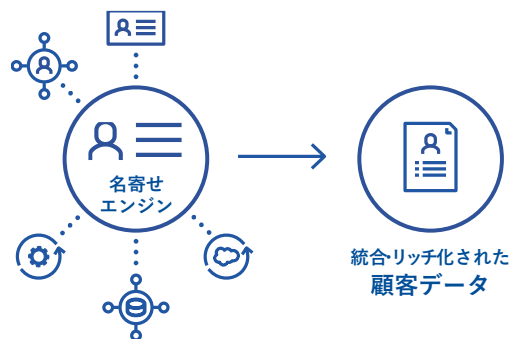 名寄せ
エンジン
統合・リッチ化された
顧客データ